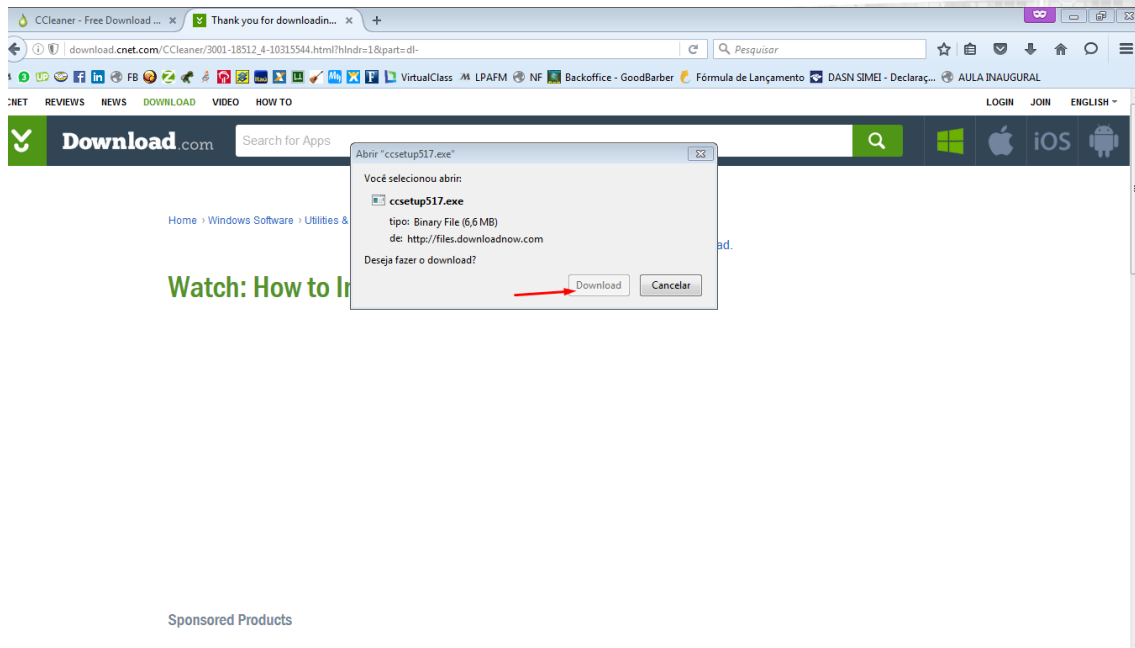 CCleaner - Free Download ...
Thank you for downloadin...
download.cnet.com/CCleaner/3001-18512_4-10315544.html?hlndr=1&part=dl-
Pesquisar
FB
VirtualClass
LPAFM
NF
Backoffice - GoodBarber
Fórmula de Lançamento
DASN SIMEI - Declaraç...
AULA INAUGURAL
CNET REVIEWS NEWS DOWNLOAD VIDEO HOW TO
LOGIN JOIN ENGLISH
Download.com
Search for Apps
iOS
Abrir "ccsetup517.exe"
Você selecionou abrir:
ccsetup517.exe
tipo: Binary File (6,6 MB)
de: http://files.downloadnow.com
Deseja fazer o download?
Download
Cancelar
Home › Windows Software › Utilities &
ad.
Watch: How to I
Sponsored Products